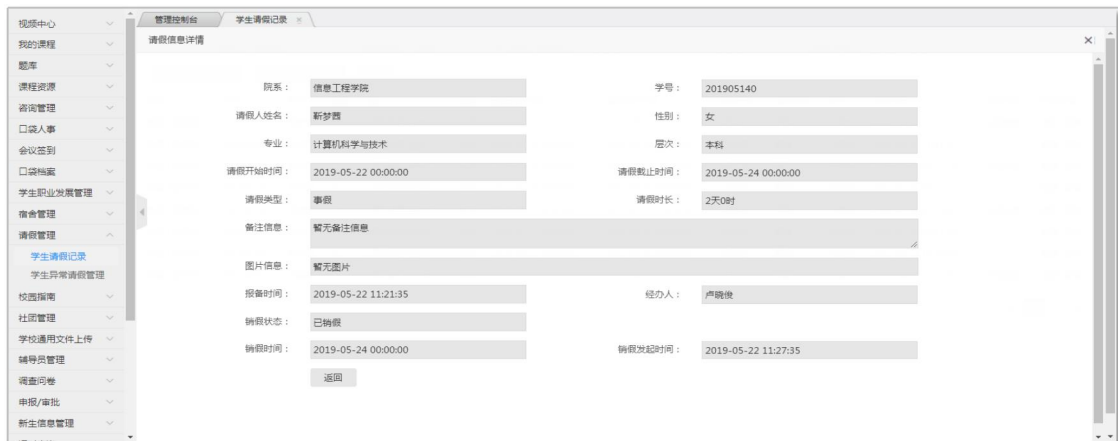 管理控制台 学生请假记录
请假信息详情
视频中心
我的课程
题库
课程资源
咨询管理
口袋人事
会议签到
口袋档案
学生职业发展管理
宿舍管理
请假管理
学生请假记录
学生异常请假管理
校园指南
社团管理
学校通用文件上传
辅导员管理
调查问卷
申报/审批
新生信息管理
院系： 信息工程学院 学号： 201905140
请假人姓名： 靳梦茜 性别： 女
专业： 计算机科学与技术 层次： 本科
请假开始时间： 2019-05-22 00:00:00 请假截止时间： 2019-05-24 00:00:00
请假类型： 事假 请假时长： 2天0时
备注信息： 暂无备注信息
图片信息： 暂无图片
报备时间： 2019-05-22 11:21:35 经办人： 卢晓俊
销假状态： 已销假
销假时间： 2019-05-24 00:00:00 销假发起时间： 2019-05-22 11:27:35
返回